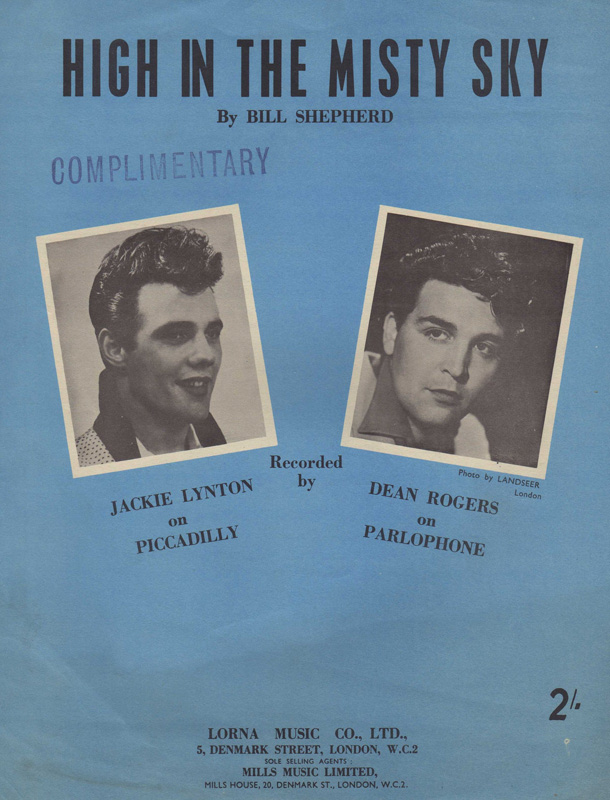 HIGH IN THE MISTY SKY
By BILL SHEPHERD
COMPLIMENTARY
Recorded
by
Photo by LANDSEER.
London
JACKIE LYNTON
on
PICCADILLY
DEAN ROGERS
on
PARLOPHONE
2/-
LORNA MUSIC CO., LTD.,
5, DENMARK STREET, LONDON, W.C.2
SOLE SELLING AGENTS :
MILLS MUSIC LIMITED,
MILLS HOUSE, 20, DENMARK ST., LONDON, W.C.2.